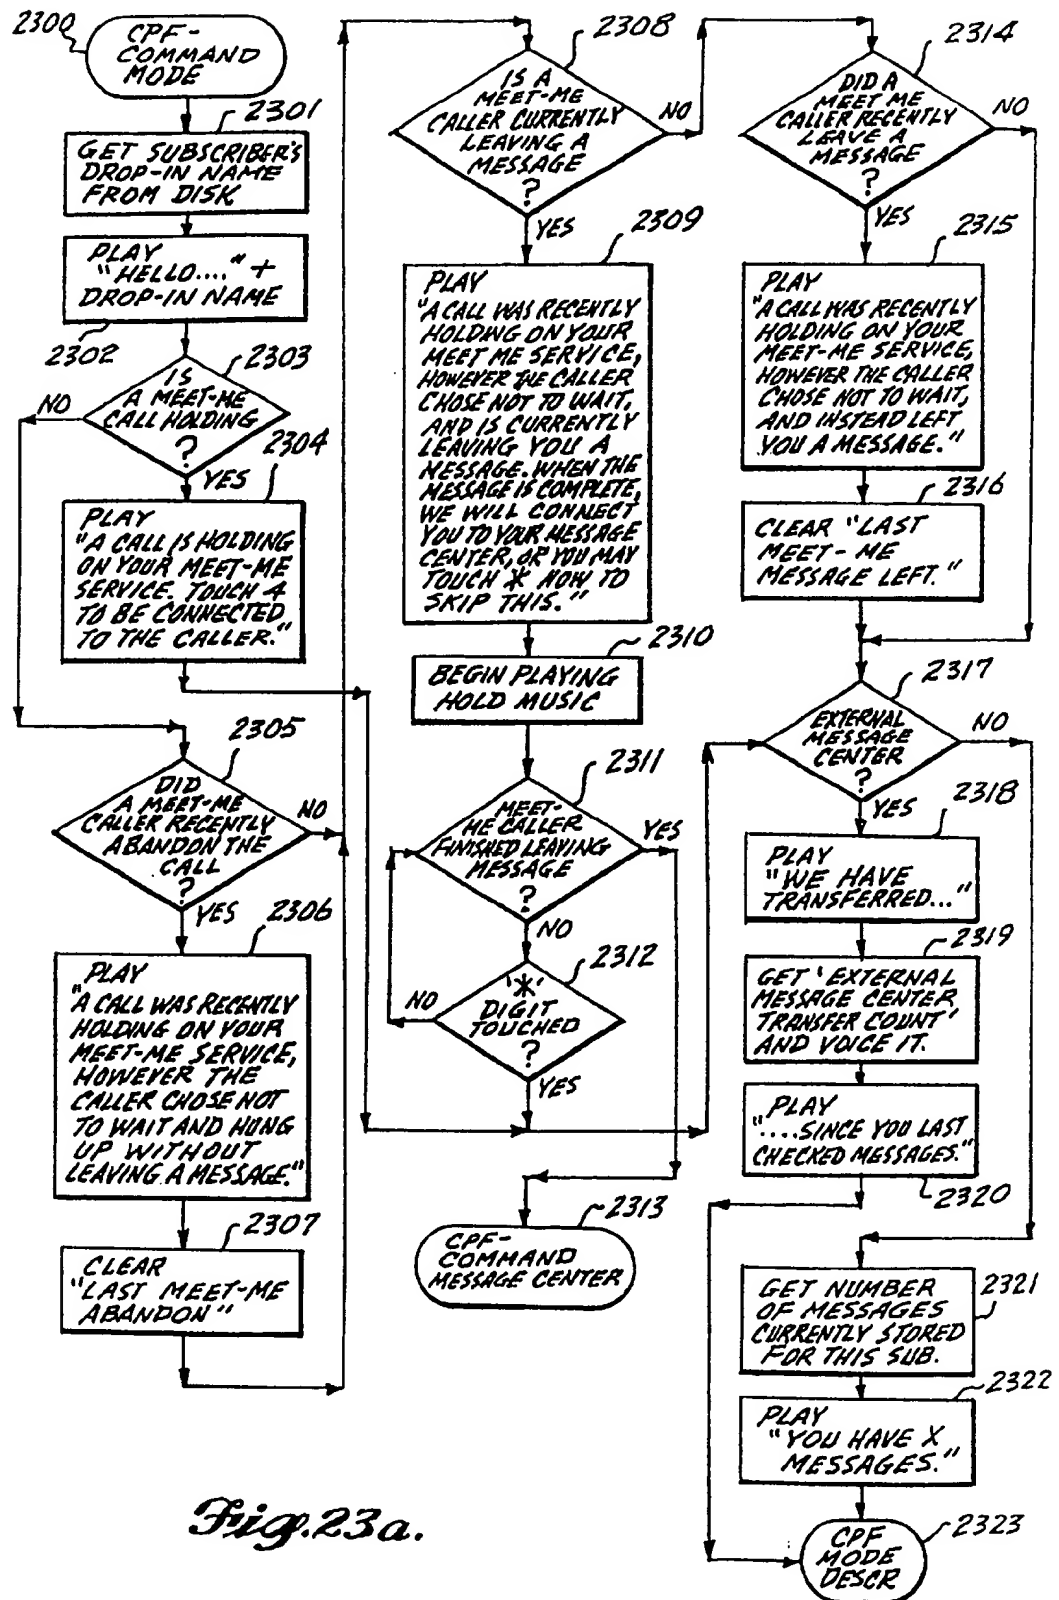 2300
CPF-
COMMAND
MODE
2301
GET SUBSCRIBER'S
DROP-IN NAME
FROM DISK
PLAY
"HELLO...." +
DROP-IN NAME
2302
2303
IS
A MEET-ME
CALL HOLDING
?
NO
YES
2304
PLAY
"A CALL IS HOLDING
ON YOUR MEET-ME
SERVICE. TOUCH 4
TO BE CONNECTED
TO THE CALLER."
2305
DID
A MEET-ME
CALLER RECENTLY
ABANDON THE
CALL
?
NO
YES
2306
PLAY
"A CALL WAS RECENTLY
HOLDING ON YOUR
MEET-ME SERVICE,
HOWEVER THE
CALLER CHOSE NOT
TO WAIT AND HUNG
UP WITHOUT
LEAVING A MESSAGE."
2307
CLEAR
"LAST MEET-ME
ABANDON"
2308
IS A
MEET-ME
CALLER CURRENTLY
LEAVING A
MESSAGE
?
NO
YES
2309
PLAY
"A CALL WAS RECENTLY
HOLDING ON YOUR
MEET ME SERVICE,
HOWEVER THE CALLER
CHOSE NOT TO WAIT,
AND IS CURRENTLY
LEAVING YOU A
MESSAGE. WHEN THE
MESSAGE IS COMPLETE,
WE WILL CONNECT
YOU TO YOUR MESSAGE
CENTER, OR YOU MAY
TOUCH * NOW TO
SKIP THIS."
2310
BEGIN PLAYING
HOLD MUSIC
2311
MEET-
ME CALLER
FINISHED LEAVING
MESSAGE
?
YES
NO
2312
'*'
DIGIT
TOUCHED
?
NO
YES
2313
CPF-
COMMAND
MESSAGE CENTER
2314
DID A
MEET ME
CALLER RECENTLY
LEAVE A
MESSAGE
?
NO
YES
2315
PLAY
"A CALL WAS RECENTLY
HOLDING ON YOUR
MEET-ME SERVICE,
HOWEVER THE CALLER
CHOSE NOT TO WAIT,
AND INSTEAD LEFT
YOU A MESSAGE."
2316
CLEAR "LAST
MEET-ME
MESSAGE LEFT."
2317
EXTERNAL
MESSAGE
CENTER
?
NO
YES
2318
PLAY
"WE HAVE
TRANSFERRED..."
2319
GET 'EXTERNAL
MESSAGE CENTER
TRANSFER COUNT'
AND VOICE IT.
PLAY
"....SINCE YOU LAST
CHECKED MESSAGES."
2320
GET NUMBER
OF MESSAGES
CURRENTLY STORED
FOR THIS SUB.
2321
2322
PLAY
"YOU HAVE X
MESSAGES."
2323
CPF
MODE
DESCR
Fig. 23a.